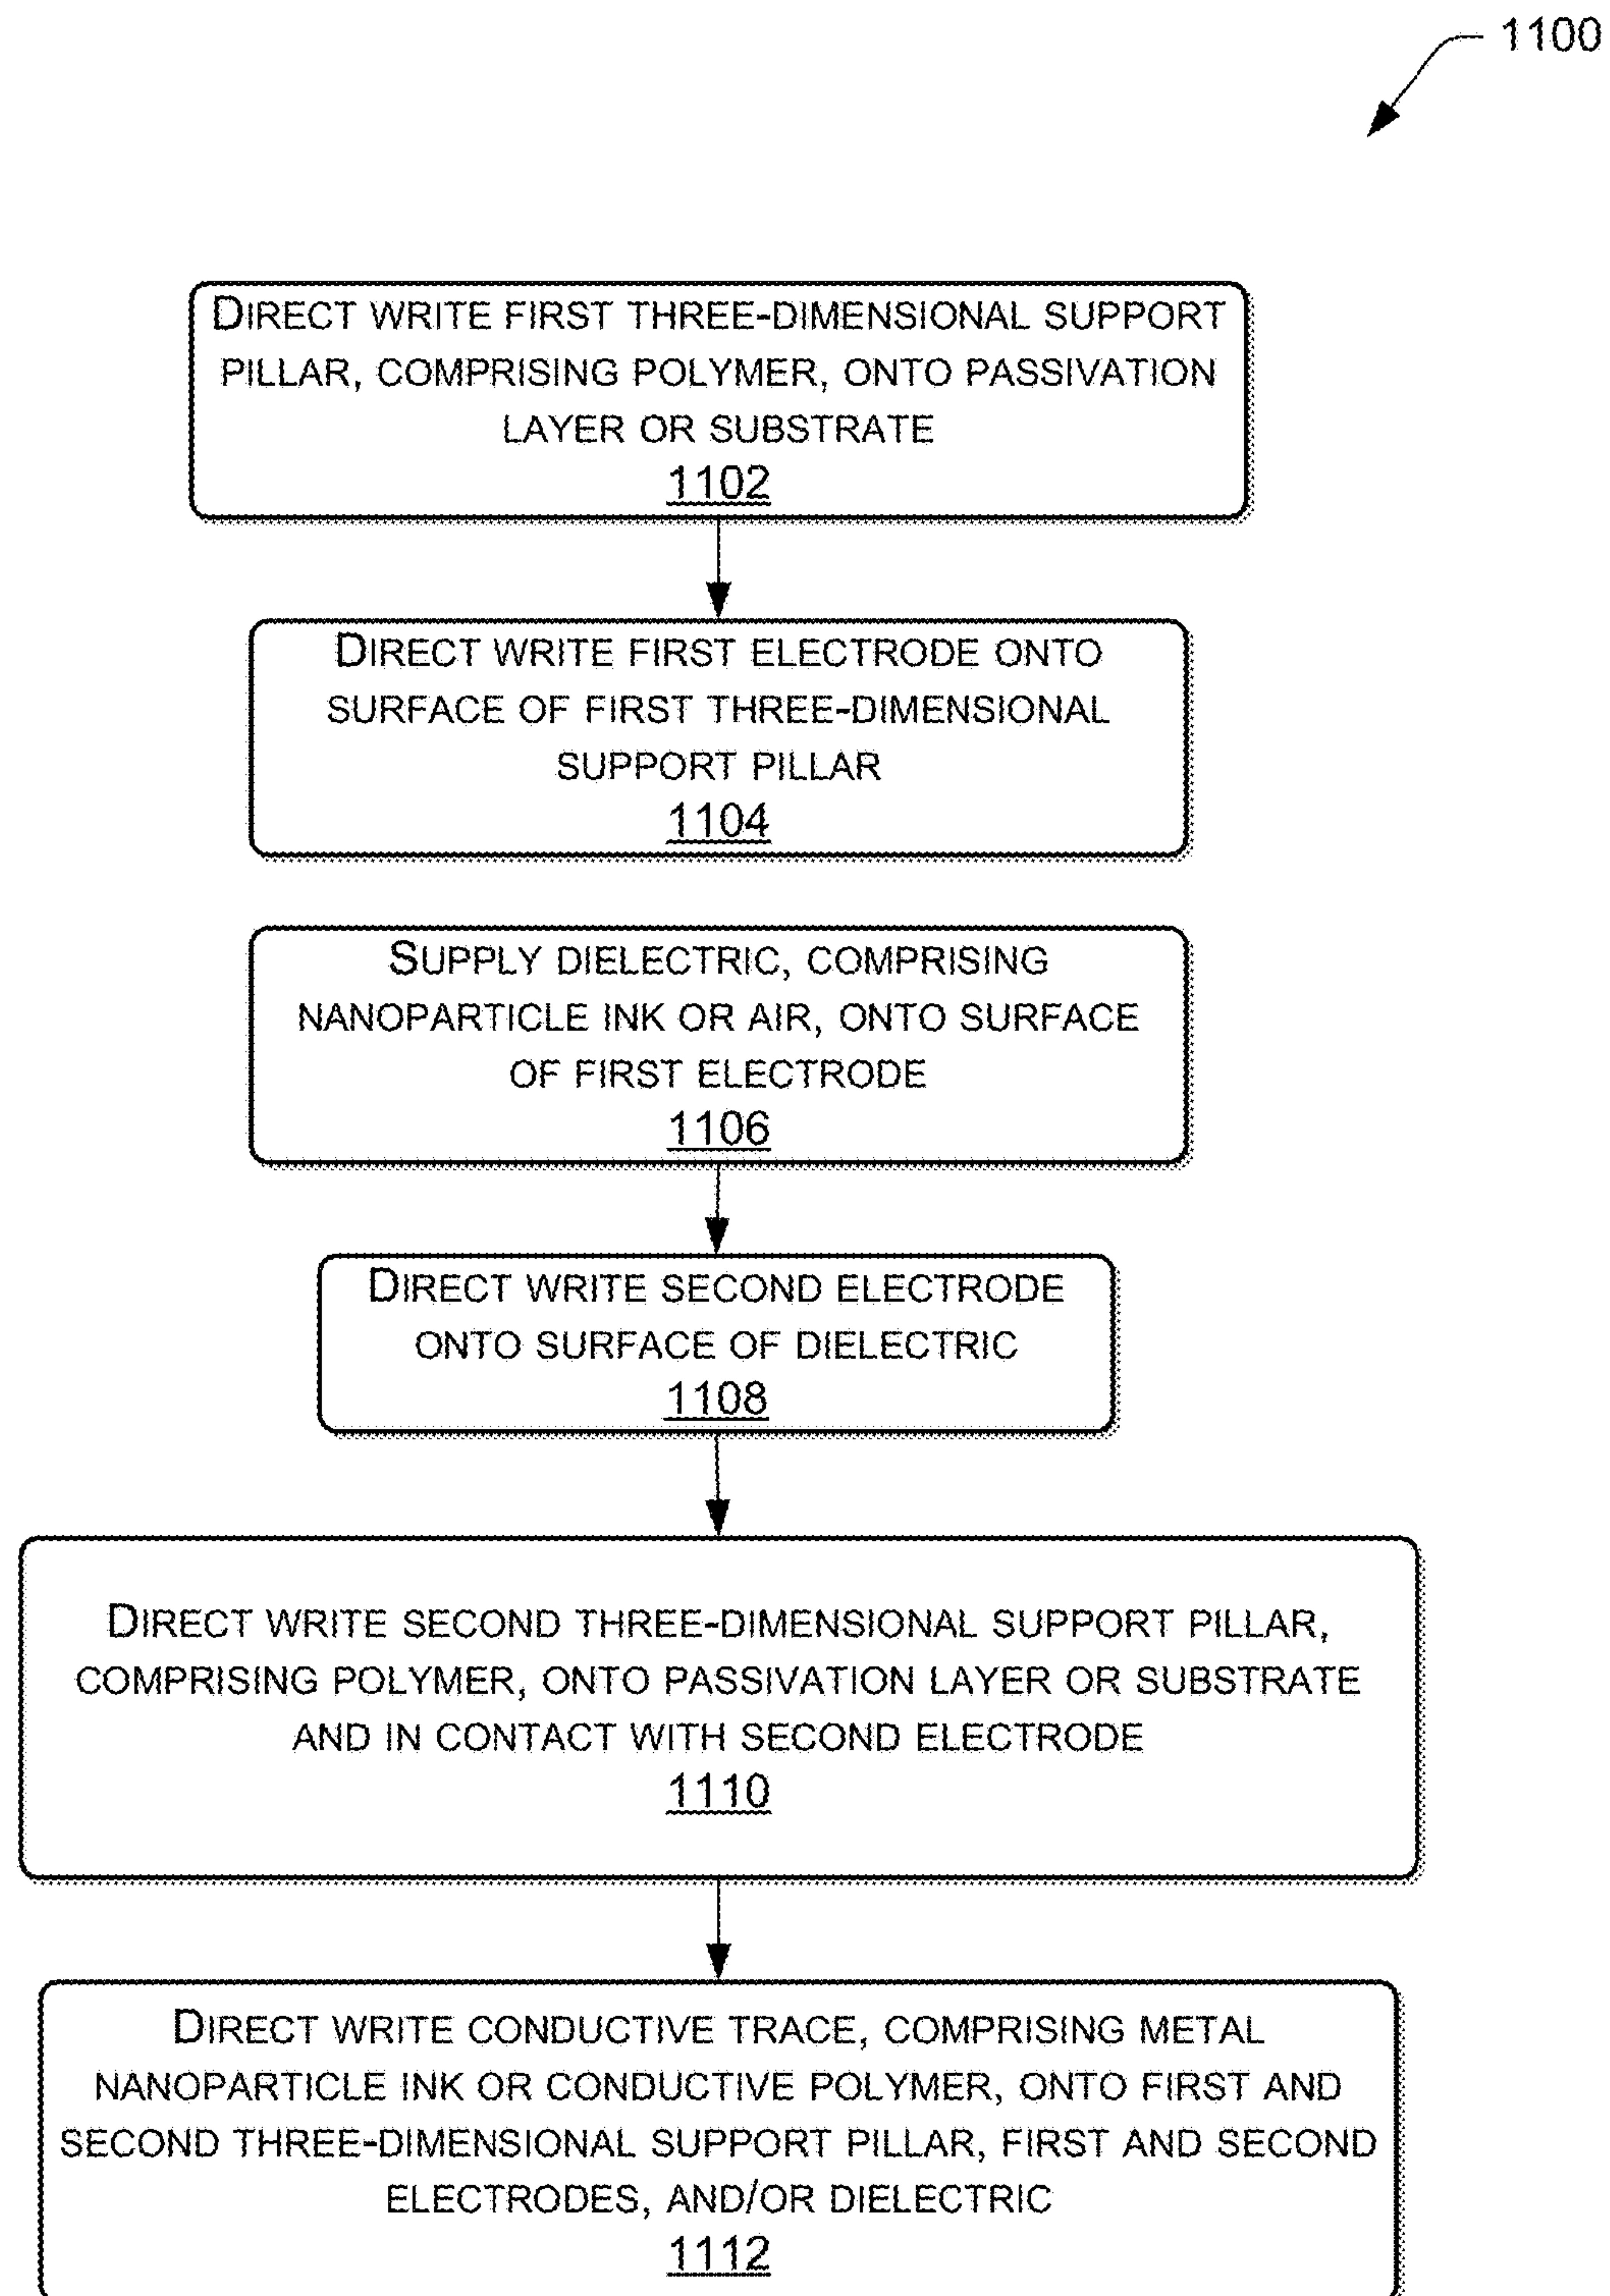 1100
DIRECT WRITE FIRST THREE-DIMENSIONAL SUPPORT
PILLAR, COMPRISING POLYMER, ONTO PASSIVATION
LAYER OR SUBSTRATE
1102
DIRECT WRITE FIRST ELECTRODE ONTO
SURFACE OF FIRST THREE-DIMENSIONAL
SUPPORT PILLAR
1104
SUPPLY DIELECTRIC, COMPRISING
NANOPARTICLE INK OR AIR, ONTO SURFACE
OF FIRST ELECTRODE
1106
DIRECT WRITE SECOND ELECTRODE
ONTO SURFACE OF DIELECTRIC
1108
DIRECT WRITE SECOND THREE-DIMENSIONAL SUPPORT PILLAR,
COMPRISING POLYMER, ONTO PASSIVATION LAYER OR SUBSTRATE
AND IN CONTACT WITH SECOND ELECTRODE
1110
DIRECT WRITE CONDUCTIVE TRACE, COMPRISING METAL
NANOPARTICLE INK OR CONDUCTIVE POLYMER, ONTO FIRST AND
SECOND THREE-DIMENSIONAL SUPPORT PILLAR, FIRST AND SECOND
ELECTRODES, AND/OR DIELECTRIC
1112